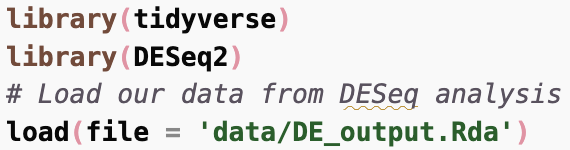 library(tidyverse)
library(DESeq2)
# Load our data from DESeq analysis
load(file = 'data/DE_output.Rda')